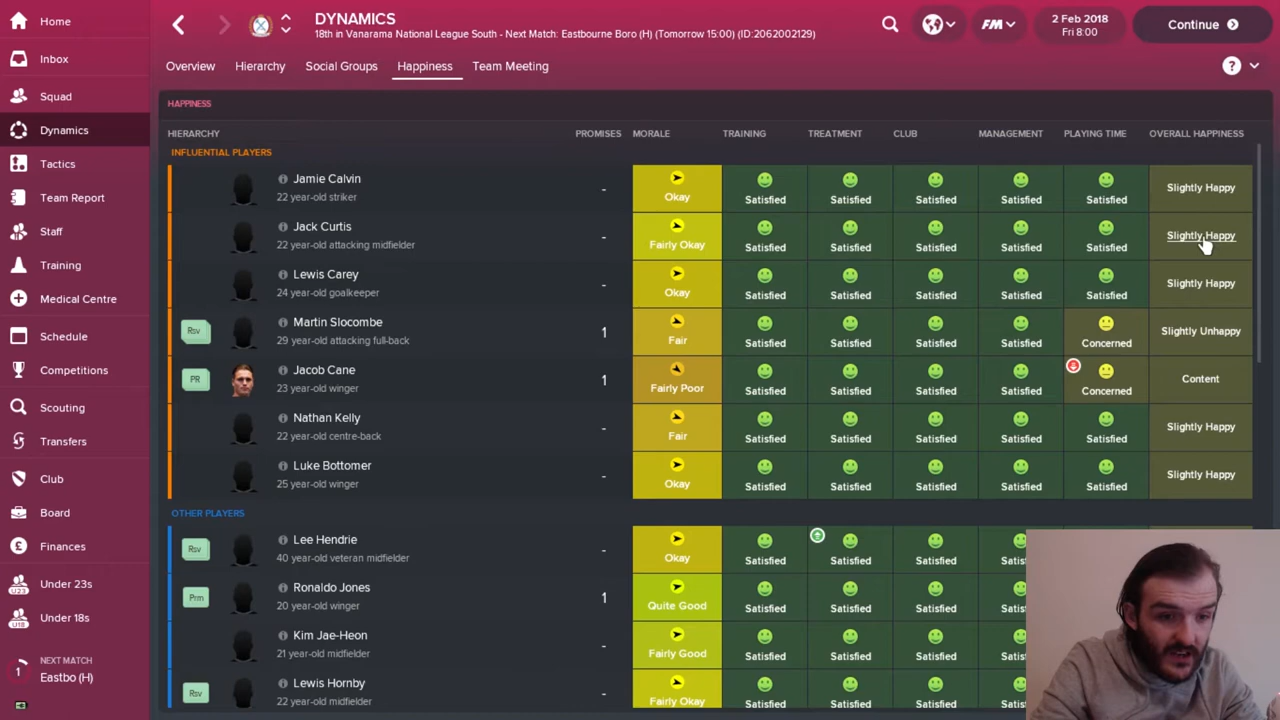 Home
Inbox
Squad
Dynamics
Tactics
Team Report
Staff
Training
Medical Centre
Schedule
Competitions
Scouting
Transfers
Club
Board
Finances
Under 23s
U23
Under 18s
U18
NEXT MATCH
1 Eastbo (H)
DYNAMICS
18th in Vanarama National League South - Next Match: Eastbourne Boro (H) (Tomorrow 15:00) (ID:2062002129)
FM
2 Feb 2018
Fri 8:00
Continue
Overview Hierarchy Social Groups Happiness Team Meeting
?
HAPPINESS
HIERARCHY PROMISES MORALE TRAINING TREATMENT CLUB MANAGEMENT PLAYING TIME OVERALL HAPPINESS
INFLUENTIAL PLAYERS
Jamie Calvin
22 year-old striker
- Okay Satisfied Satisfied Satisfied Satisfied Satisfied Slightly Happy
Jack Curtis
22 year-old attacking midfielder
- Fairly Okay Satisfied Satisfied Satisfied Satisfied Satisfied Slightly Happy
Lewis Carey
24 year-old goalkeeper
- Okay Satisfied Satisfied Satisfied Satisfied Satisfied Slightly Happy
Rsv Martin Slocombe
29 year-old attacking full-back
1 Fair Satisfied Satisfied Satisfied Satisfied Concerned Slightly Unhappy
PR Jacob Cane
23 year-old winger
1 Fairly Poor Satisfied Satisfied Satisfied Satisfied Concerned Content
Nathan Kelly
22 year-old centre-back
- Fair Satisfied Satisfied Satisfied Satisfied Satisfied Slightly Happy
Luke Bottomer
25 year-old winger
- Okay Satisfied Satisfied Satisfied Satisfied Satisfied Slightly Happy
OTHER PLAYERS
Rsv Lee Hendrie
40 year-old veteran midfielder
- Okay Satisfied Satisfied Satisfied
Prm Ronaldo Jones
20 year-old winger
1 Quite Good Satisfied Satisfied Satisfied
Kim Jae-Heon
21 year-old midfielder
- Fairly Good Satisfied Satisfied Satisfied
Rsv Lewis Hornby
22 year-old midfielder
- Fairly Okay Satisfied Satisfied Satisfied